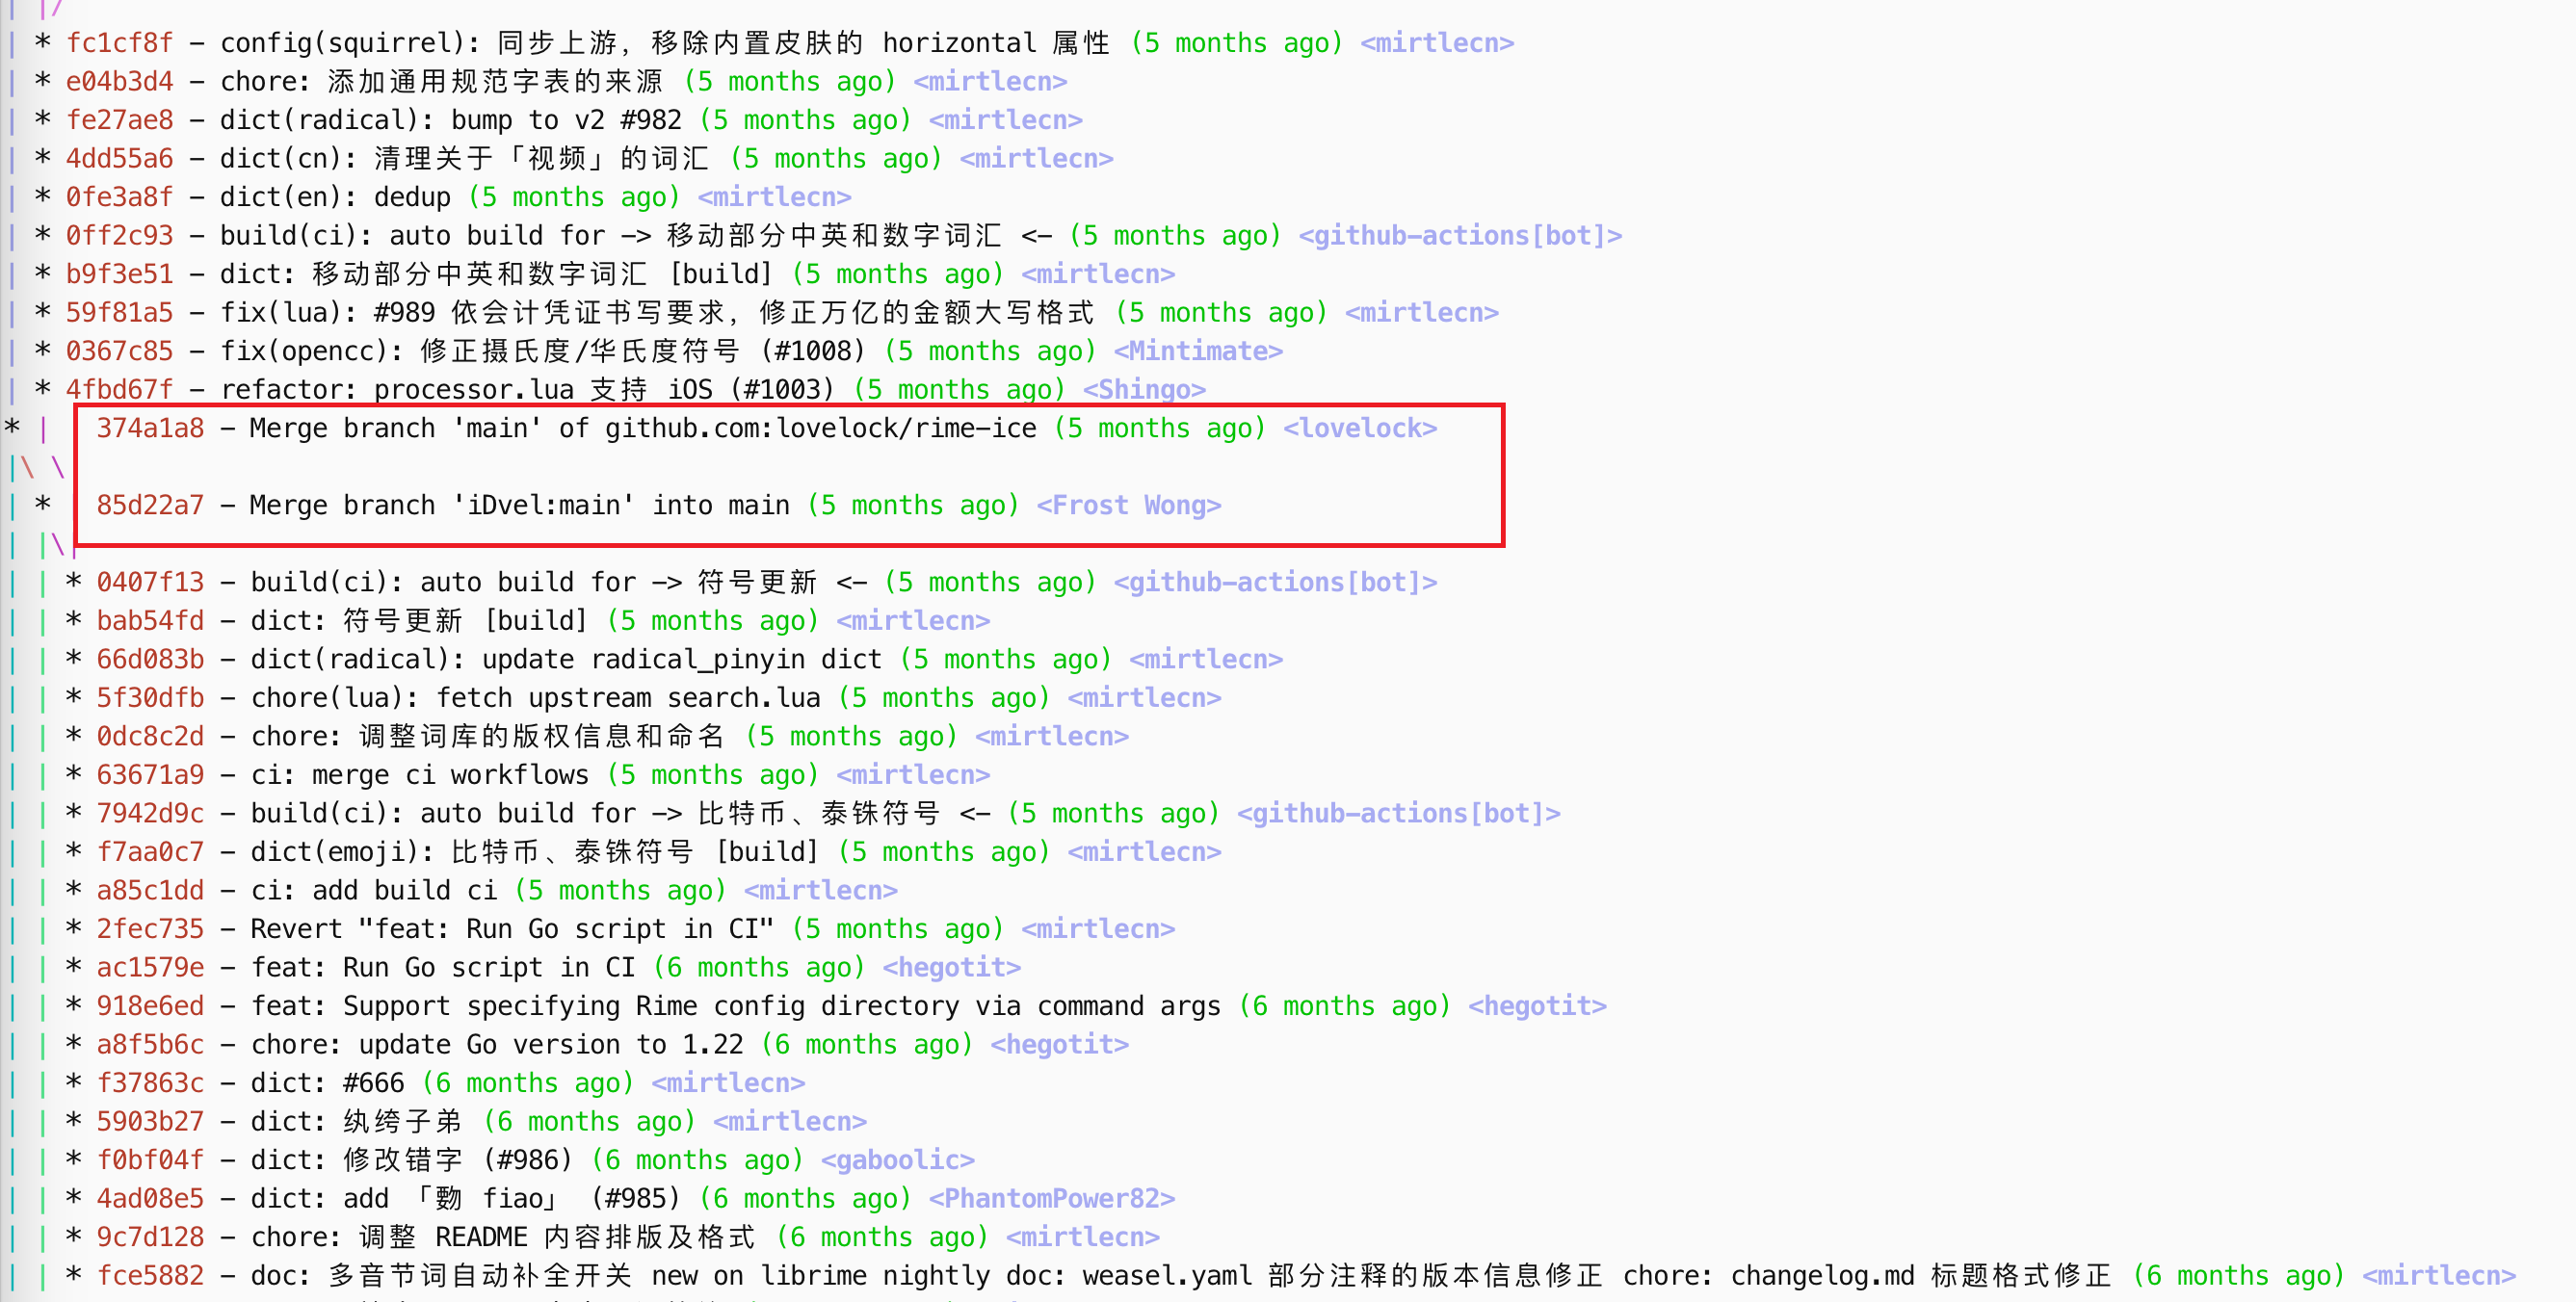 * fc1cf8f - config(squirrel): 同步上游, 移除内置皮肤的 horizontal 属性 (5 months ago) <mirtlecn>
* e04b3d4 - chore: 添加通用规范字表的来源 (5 months ago) <mirtlecn>
* fe27ae8 - dict(radical): bump to v2 #982 (5 months ago) <mirtlecn>
* 4dd55a6 - dict(cn): 清理关于「视频」的词汇 (5 months ago) <mirtlecn>
* 0fe3a8f - dict(en): dedup (5 months ago) <mirtlecn>
* 0ff2c93 - build(ci): auto build for -> 移动部分中英和数字词汇 <- (5 months ago) <github-actions[bot]>
* b9f3e51 - dict: 移动部分中英和数字词汇 [build] (5 months ago) <mirtlecn>
* 59f81a5 - fix(lua): #989 依会计凭证书写要求, 修正万亿的金额大写格式 (5 months ago) <mirtlecn>
* 0367c85 - fix(opencc): 修正摄氏度/华氏度符号 (#1008) (5 months ago) <Mintimate>
* 4fbd67f - refactor: processor.lua 支持 iOS (#1003) (5 months ago) <Shingo>
* 374a1a8 - Merge branch 'main' of github.com:lovelock/rime-ice (5 months ago) <lovelock>
* 85d22a7 - Merge branch 'iDvel:main' into main (5 months ago) <Frost Wong>
* 0407f13 - build(ci): auto build for -> 符号更新 <- (5 months ago) <github-actions[bot]>
* bab54fd - dict: 符号更新 [build] (5 months ago) <mirtlecn>
* 66d083b - dict(radical): update radical_pinyin dict (5 months ago) <mirtlecn>
* 5f30dfb - chore(lua): fetch upstream search.lua (5 months ago) <mirtlecn>
* 0dc8c2d - chore: 调整词库的版权信息和命名 (5 months ago) <mirtlecn>
* 63671a9 - ci: merge ci workflows (5 months ago) <mirtlecn>
* 7942d9c - build(ci): auto build for -> 比特币、泰铢符号 <- (5 months ago) <github-actions[bot]>
* f7aa0c7 - dict(emoji): 比特币、泰铢符号 [build] (5 months ago) <mirtlecn>
* a85c1dd - ci: add build ci (5 months ago) <mirtlecn>
* 2fec735 - Revert "feat: Run Go script in CI" (5 months ago) <mirtlecn>
* ac1579e - feat: Run Go script in CI (6 months ago) <hegotit>
* 918e6ed - feat: Support specifying Rime config directory via command args (6 months ago) <hegotit>
* a8f5b6c - chore: update Go version to 1.22 (6 months ago) <hegotit>
* f37863c - dict: #666 (6 months ago) <mirtlecn>
* 5903b27 - dict: 纨绔子弟 (6 months ago) <mirtlecn>
* f0bf04f - dict: 修改错字 (#986) (6 months ago) <gaboolic>
* 4ad08e5 - dict: add 「覅 fiao」 (#985) (6 months ago) <PhantomPower82>
* 9c7d128 - chore: 调整 README 内容排版及格式 (6 months ago) <mirtlecn>
* fce5882 - doc: 多音节词自动补全开关 new on librime nightly doc: weasel.yaml 部分注释的版本信息修正 chore: changelog.md 标题格式修正 (6 months ago) <mirtlecn>